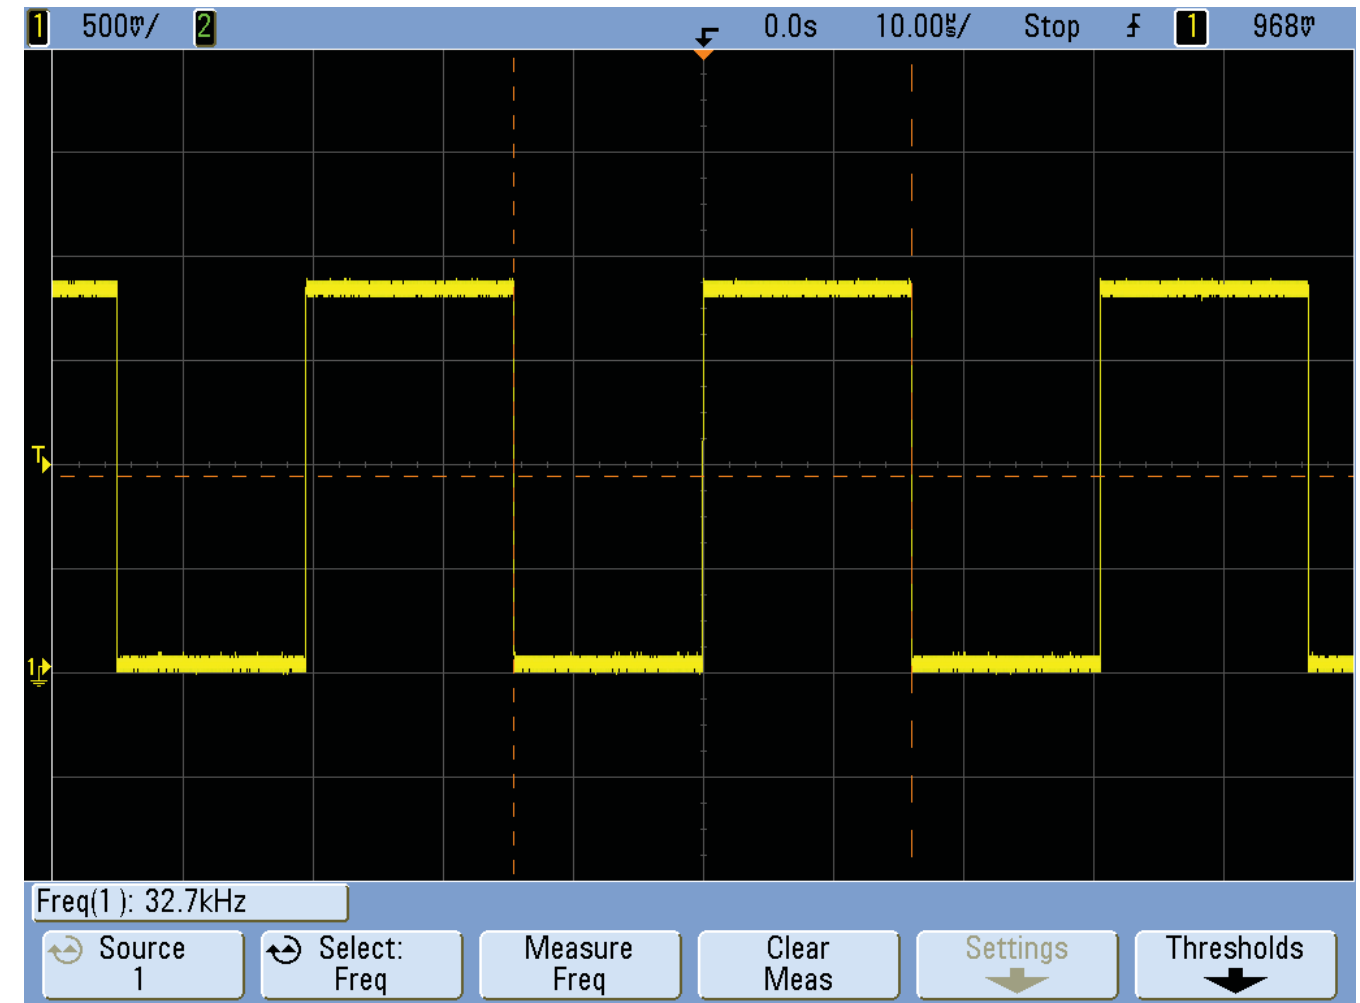 1 500mV/ 2 0.0s 10.00us/ Stop 1 968mV
T
1
Freq(1): 32.7kHz
Source
1
Select:
Freq
Measure
Freq
Clear
Meas
Settings
Thresholds